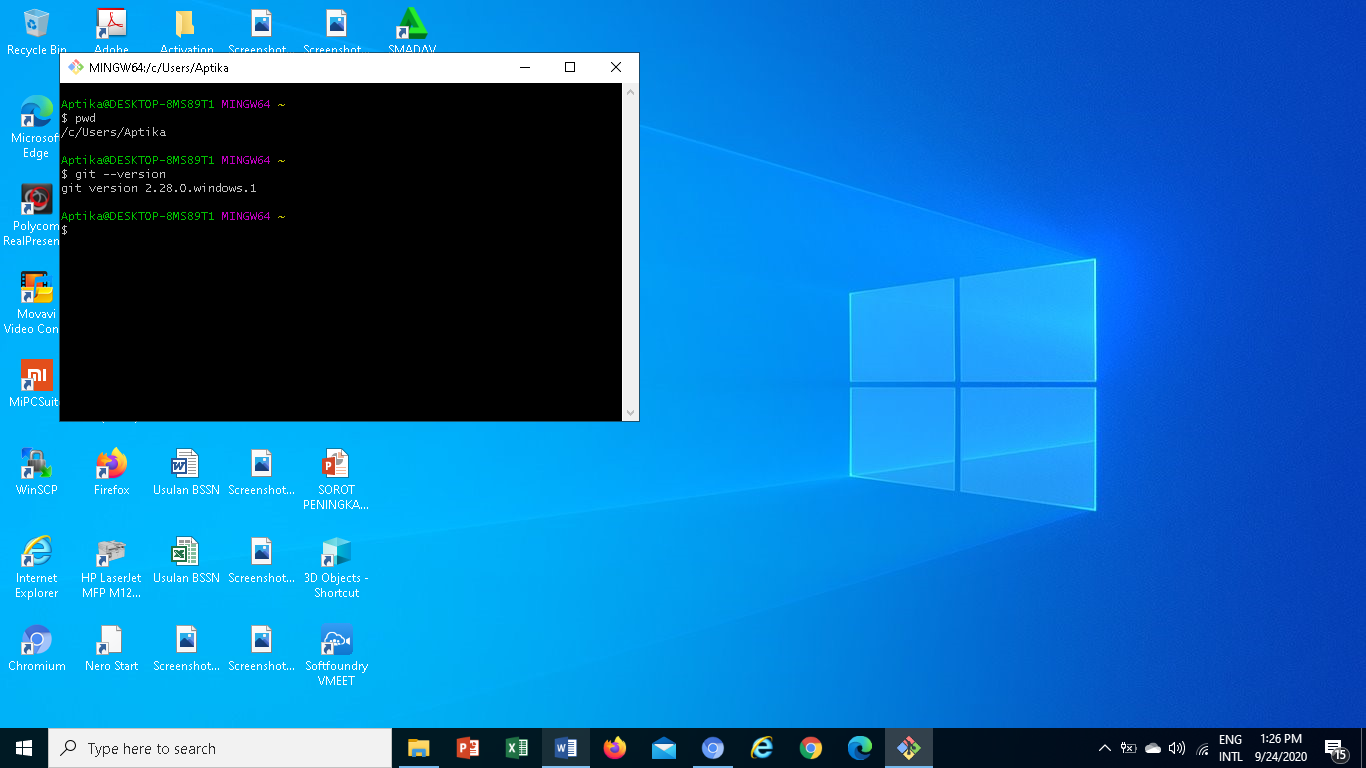 Recycle Bin
Adobe
Activation
Screenshot...
Screenshot...
SMADAV
MINGW64:/c/Users/Aptika
Aptika@DESKTOP-8MS89T1 MINGW64 ~
$ pwd
/c/Users/Aptika
Aptika@DESKTOP-8MS89T1 MINGW64 ~
$ git --version
git version 2.28.0.windows.1
Aptika@DESKTOP-8MS89T1 MINGW64 ~
$
Microsof
Edge
Polycom
RealPresen
Movavi
Video Con
MiPCSuit
WinSCP
Firefox
Usulan BSSN
Screenshot...
SOROT
PENINGKA...
Internet
Explorer
HP LaserJet
MFP M12...
Usulan BSSN
Screenshot...
3D Objects -
Shortcut
Chromium
Nero Start
Screenshot...
Screenshot...
Softfoundry
VMEET
Type here to search
ENG
INTL
1:26 PM
9/24/2020
15